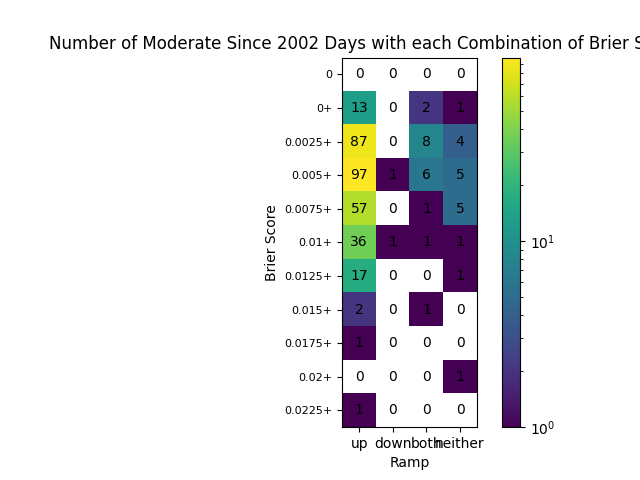 Number of Moderate Since 2002 Days with each Combination of Brier S
0 0 0 0 0
0+ 13 0 2 1
0.0025+ 87 0 8 4
0.005+ 97 1 6 5
0.0075+ 57 0 1 5
0.01+ 36 1 1 1
0.0125+ 17 0 0 1
0.015+ 2 0 1 0
0.0175+ 1 0 0 0
0.02+ 0 0 0 1
0.0225+ 1 0 0 0
up down both neither
Ramp
Brier Score
10^1
10^0